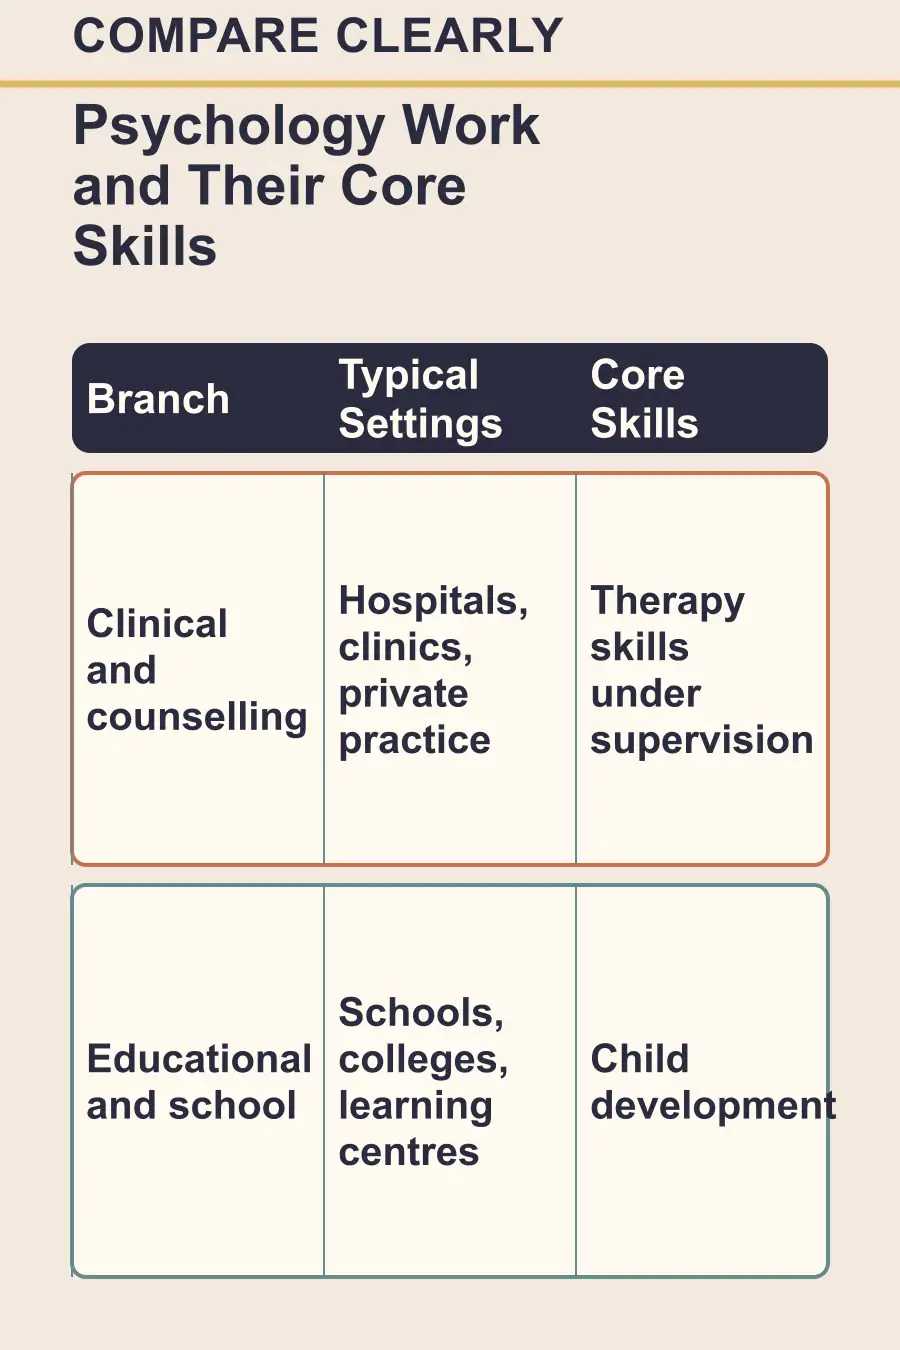 COMPARE CLEARLY
Psychology Work
and Their Core
Skills
Branch
Typical
Settings
Core
Skills
Clinical
and
counselling
Hospitals,
clinics,
private
practice
Therapy
skills
under
supervision
Educational
and school
Schools,
colleges,
learning
centres
Child
development